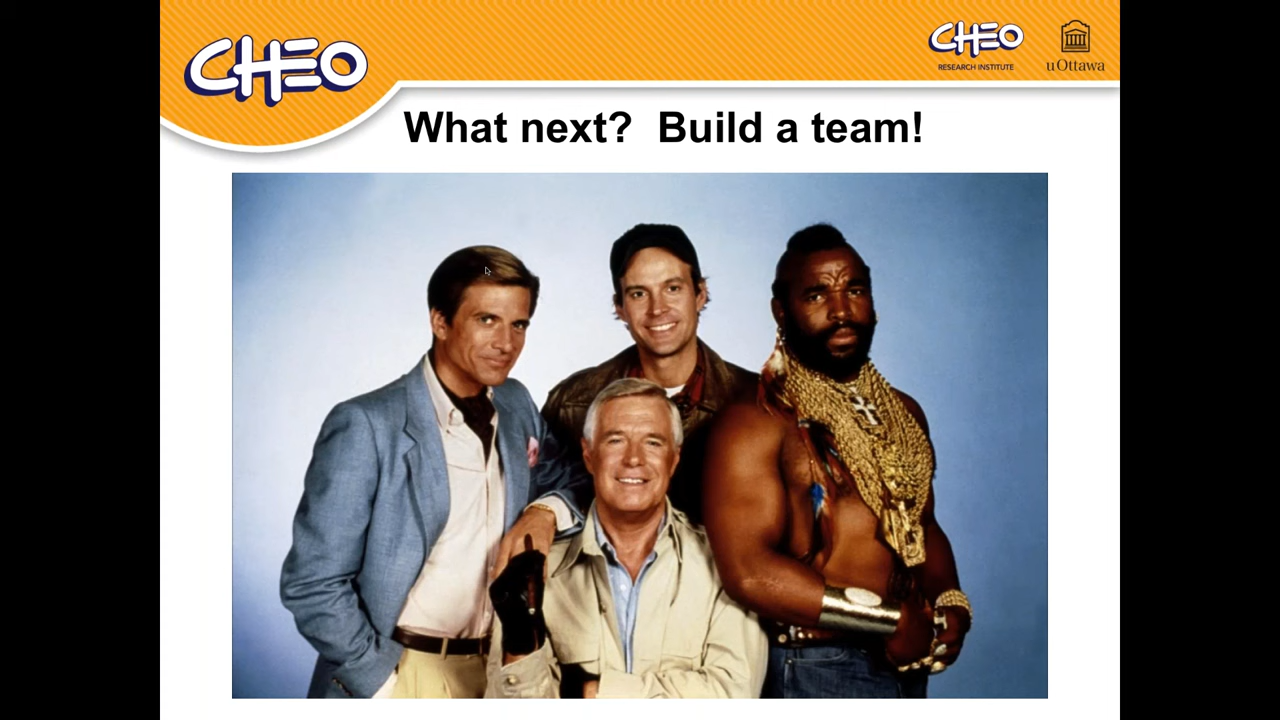 CHEO
CHEO
RESEARCH INSTITUTE
uOttawa
What next?  Build a team!